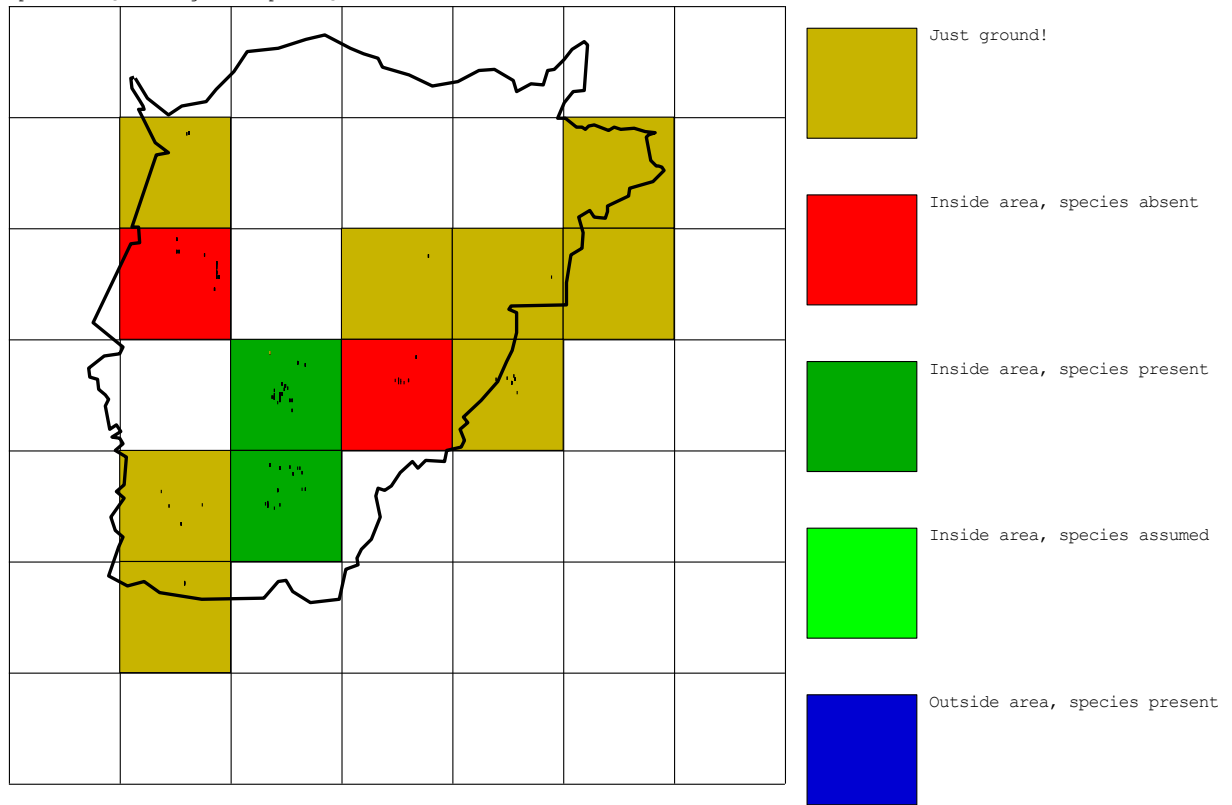 Just ground!
Inside area, species absent
Inside area, species present
Inside area, species assumed
Outside area, species present